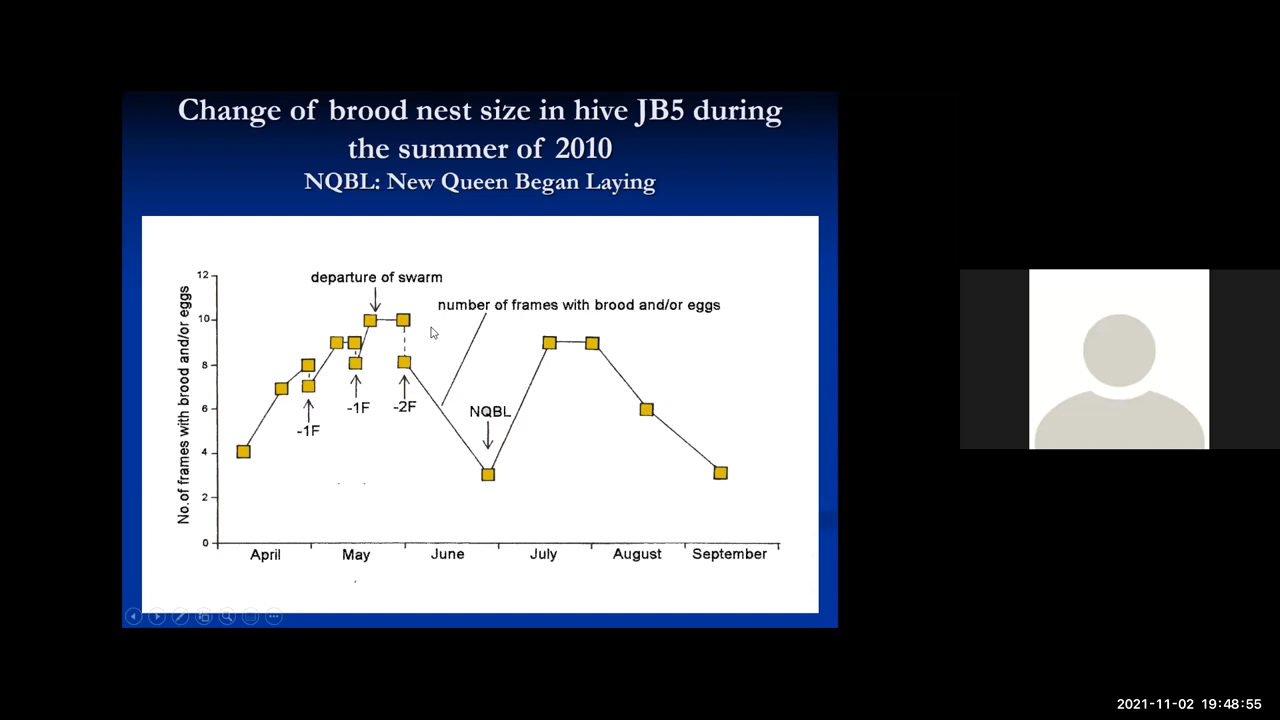 Change of brood nest size in hive JB5 during
the summer of 2010
NQBL: New Queen Began Laying
departure of swarm
number of frames with brood and/or eggs
No.of frames with brood and/or eggs
12
10
8
6
4
2
0
-1F
-1F
-2F
NQBL
April May June July August September
2021-11-02 19:48:55